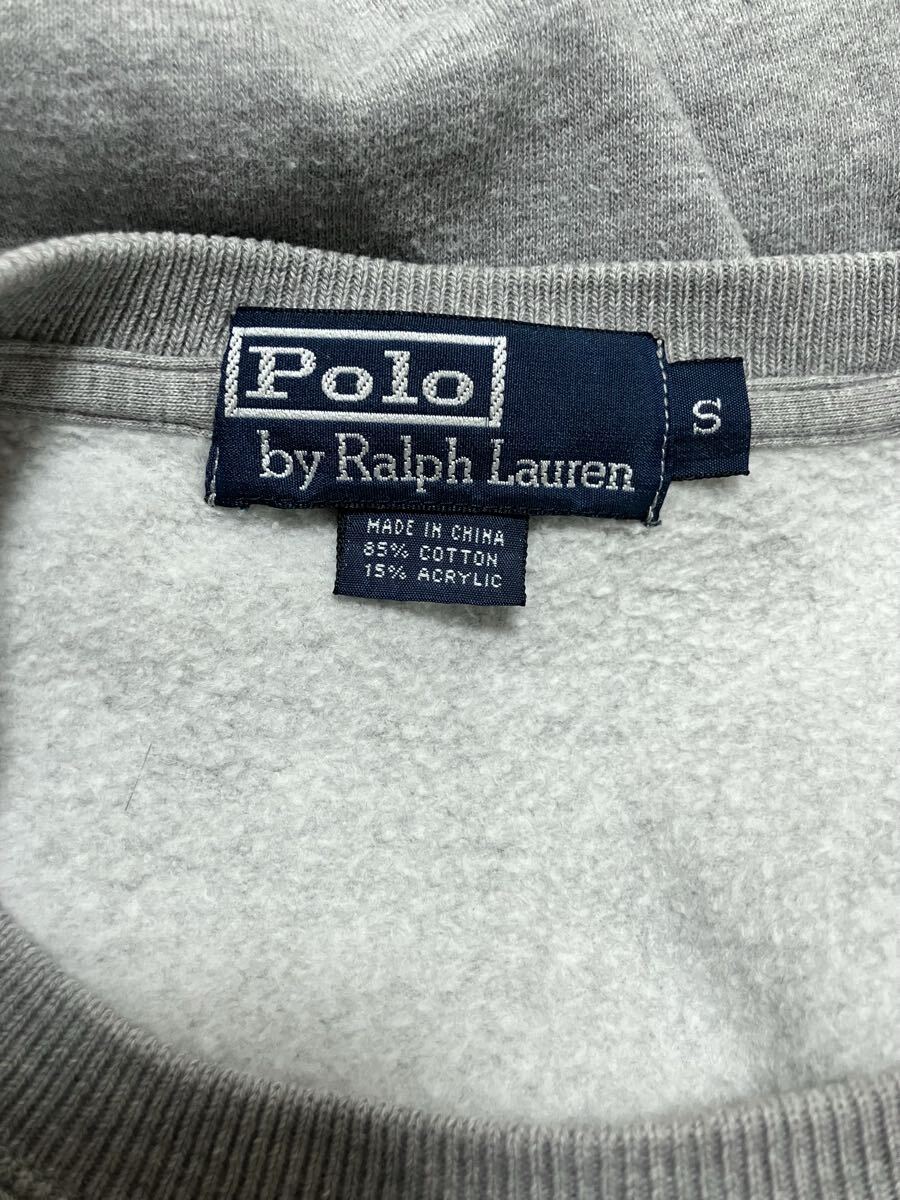 Polo
by Ralph Lauren
S
MADE IN CHINA
85% COTTON
15% ACRYLIC